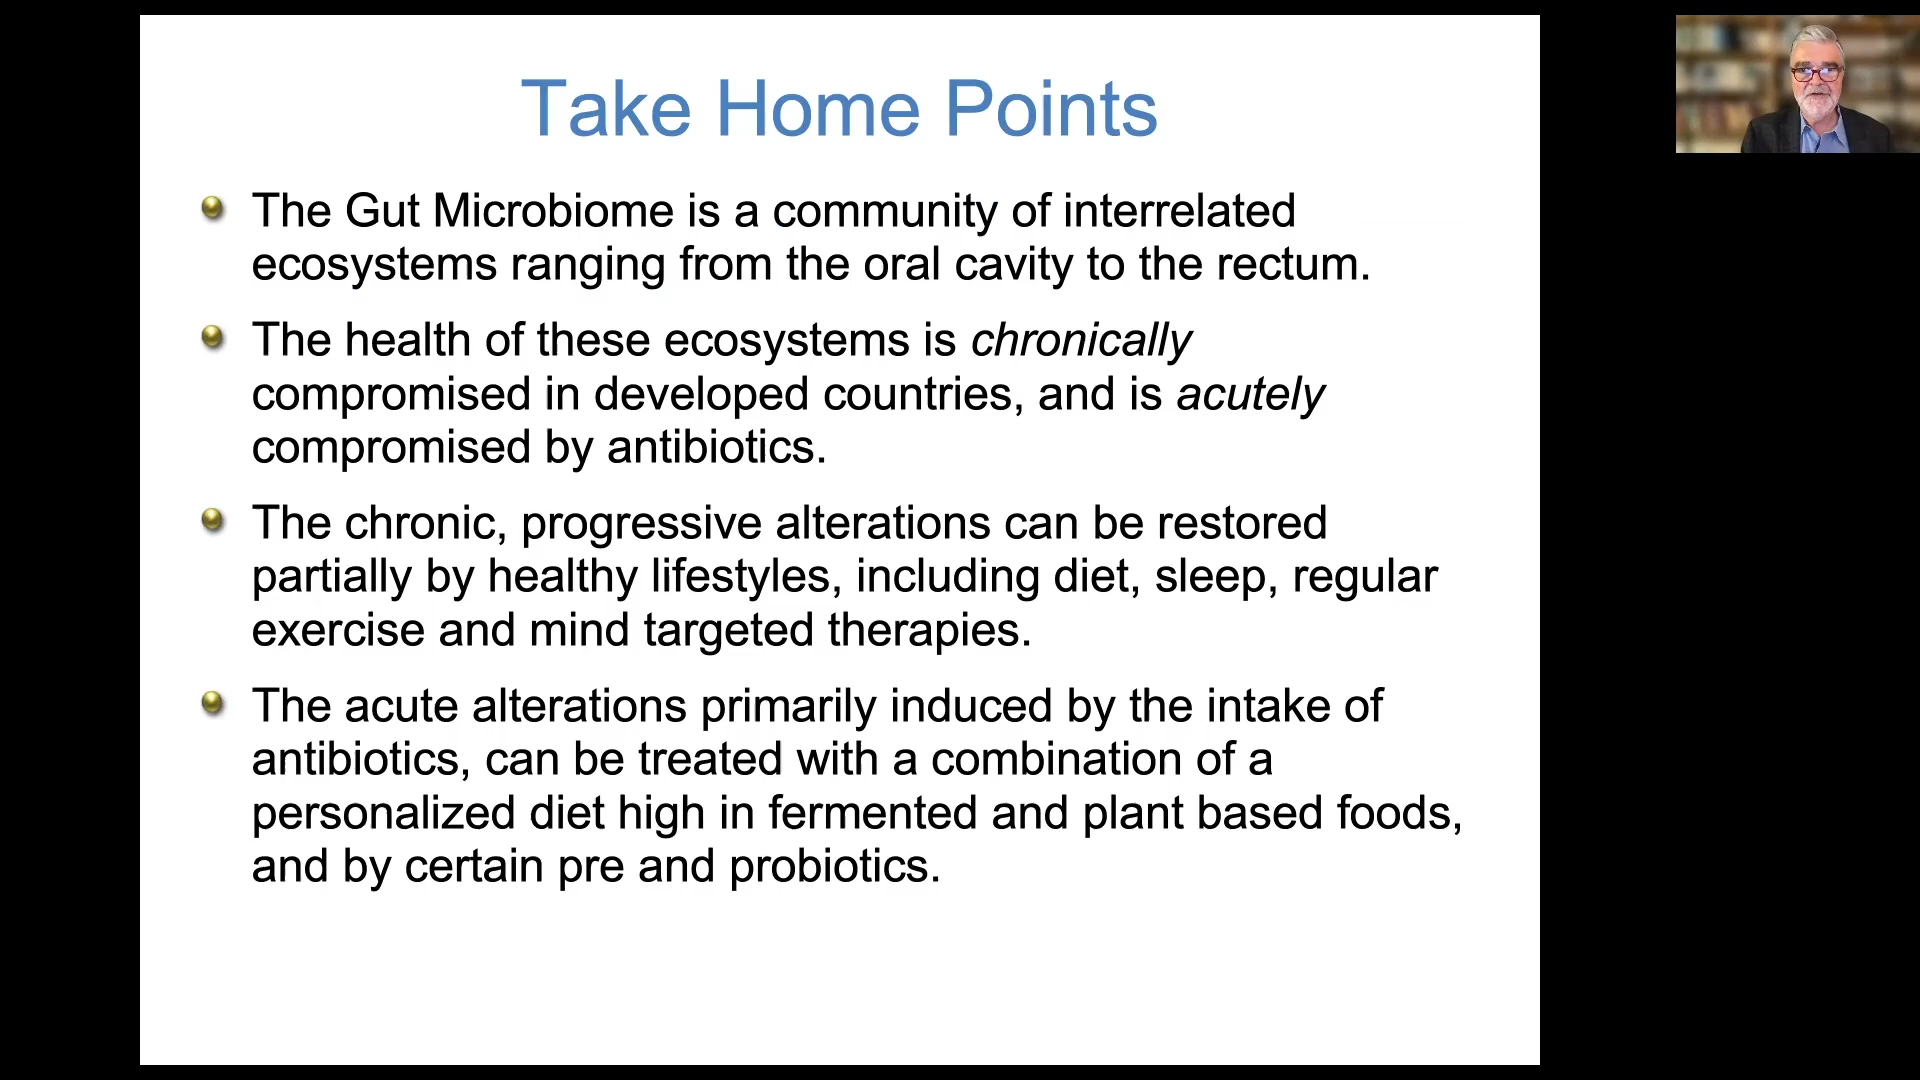 Take Home Points
The Gut Microbiome is a community of interrelated
ecosystems ranging from the oral cavity to the rectum.
The health of these ecosystems is chronically
compromised in developed countries, and is acutely
compromised by antibiotics.
The chronic, progressive alterations can be restored
partially by healthy lifestyles, including diet, sleep, regular
exercise and mind targeted therapies.
The acute alterations primarily induced by the intake of
antibiotics, can be treated with a combination of a
personalized diet high in fermented and plant based foods,
and by certain pre and probiotics.